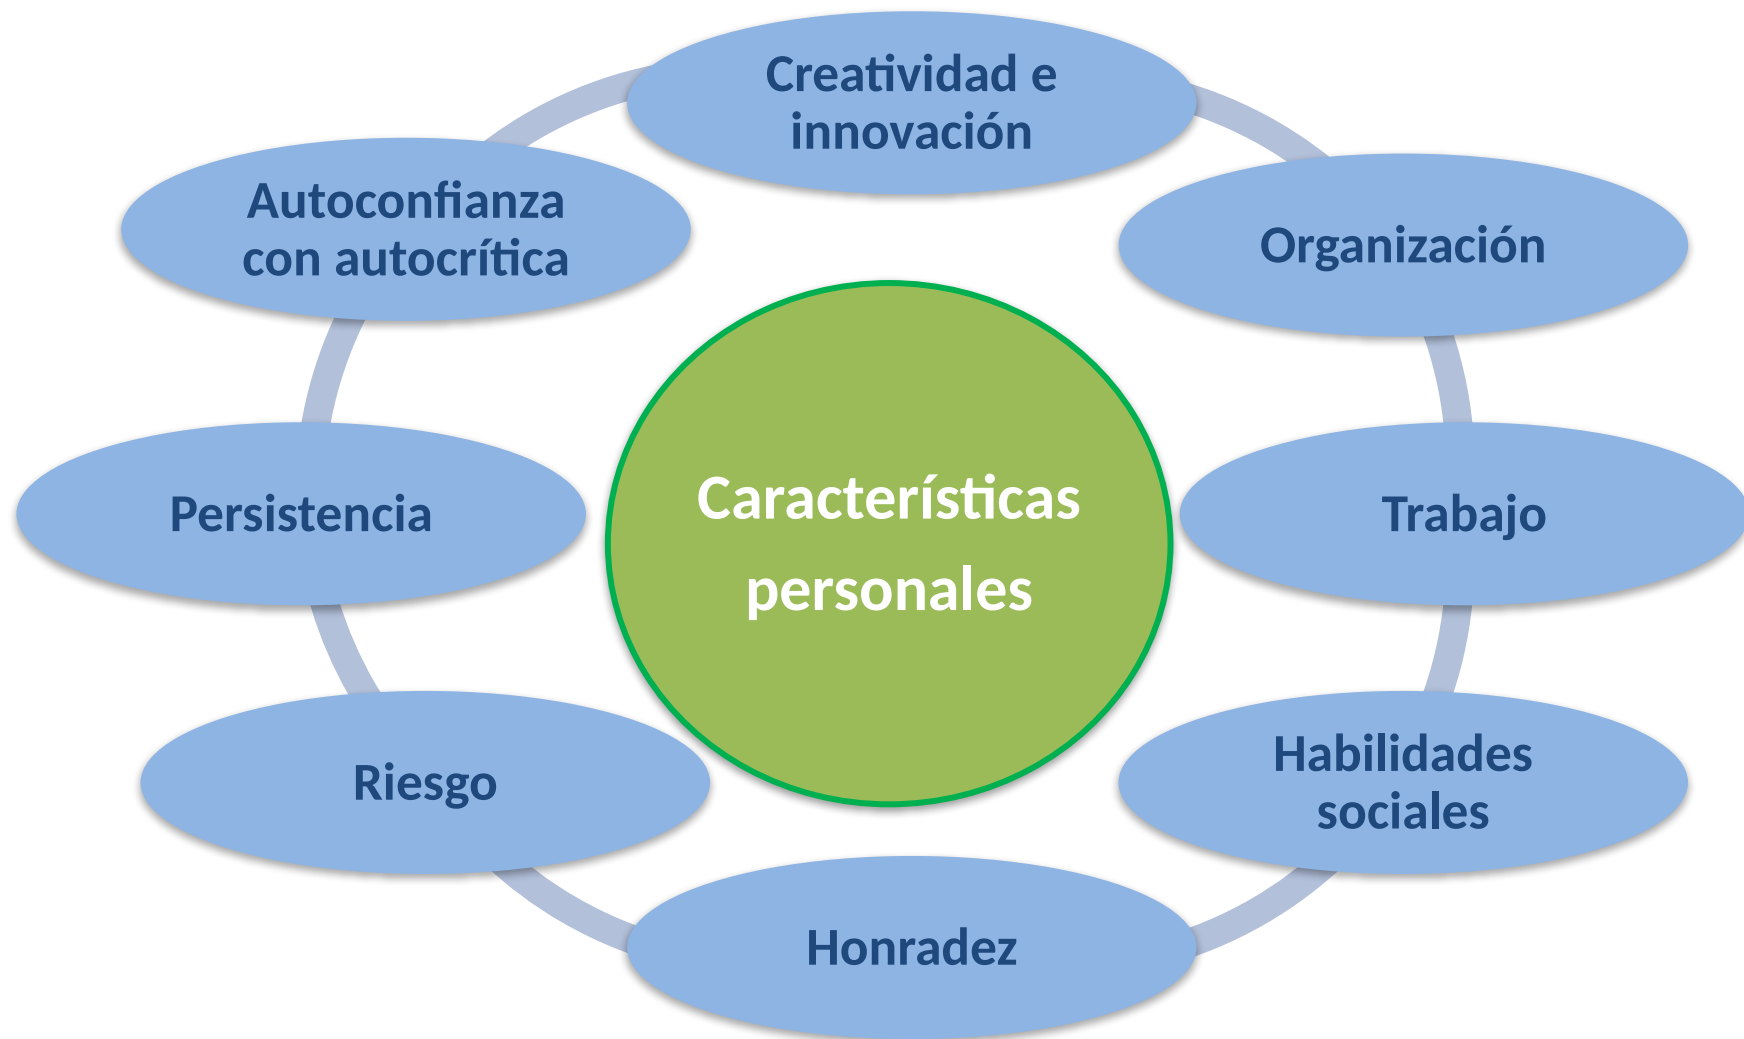 Creatividad e
innovación
Autoconfianza
con autocrítica
Organización
Características
personales
Persistencia
Trabajo
Riesgo
Habilidades
sociales
Honradez